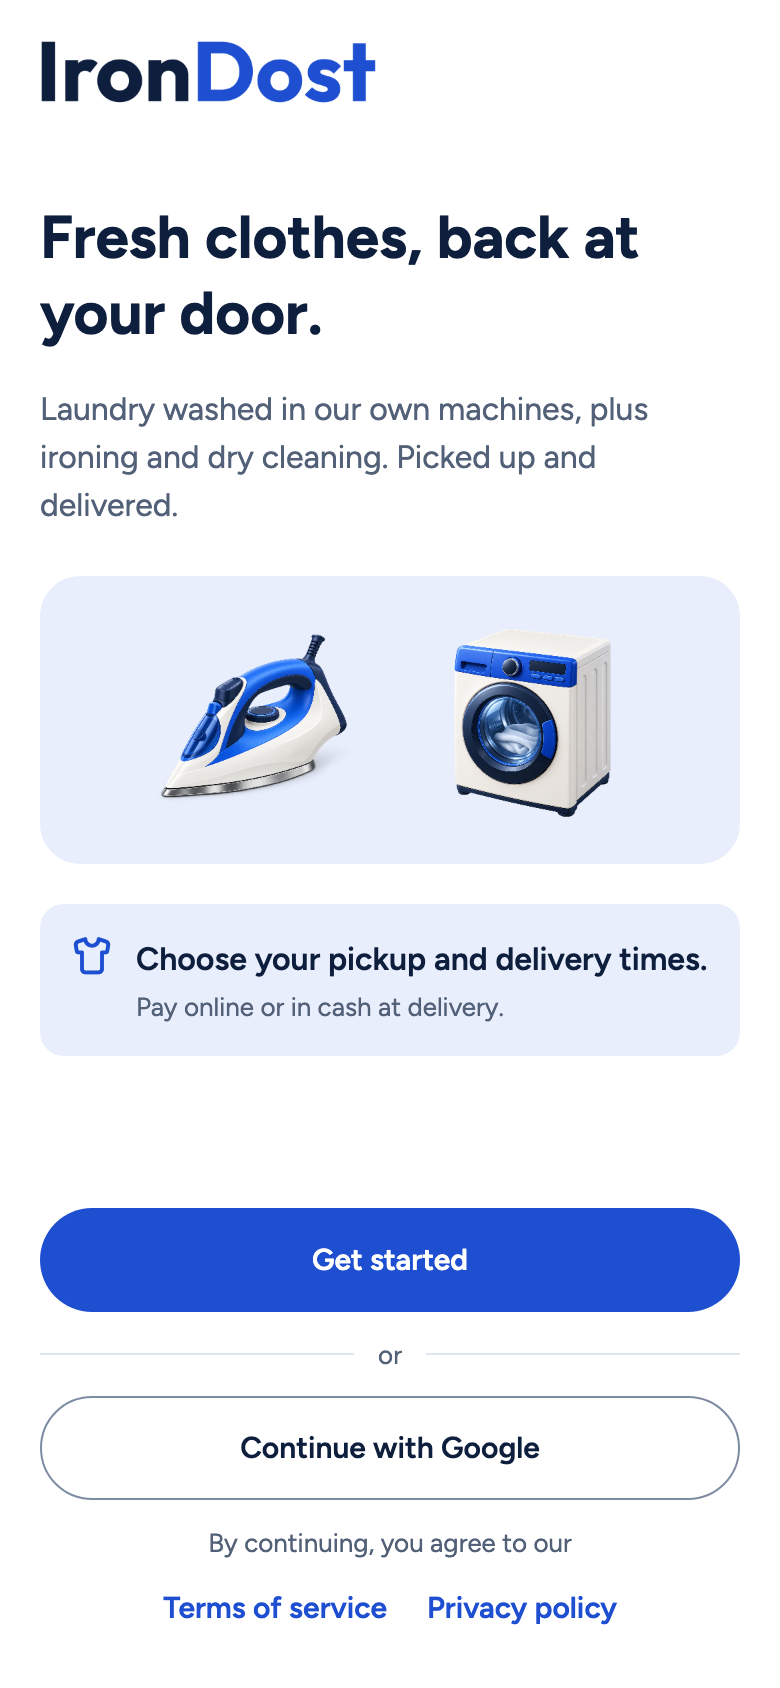 IronDost
Fresh clothes, back at
your door.
Laundry washed in our own machines, plus
ironing and dry cleaning. Picked up and
delivered.
Choose your pickup and delivery times.
Pay online or in cash at delivery.
Get started
or
Continue with Google
By continuing, you agree to our
Terms of service Privacy policy